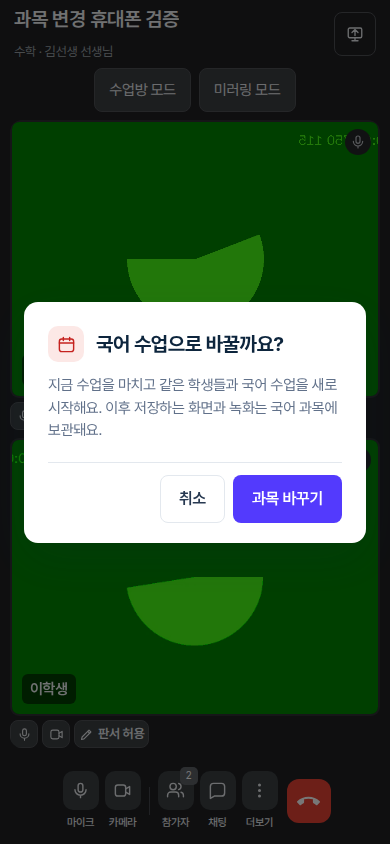 과목 변경 휴대폰 검증
수학 · 김선생 선생님
수업방 모드
미러링 모드
국어 수업으로 바꿀까요?
지금 수업을 마치고 같은 학생들과 국어 수업을 새로
시작해요. 이후 저장하는 화면과 녹화는 국어 과목에
보관돼요.
취소
과목 바꾸기
이학생
판서 허용
2
마이크
카메라
참가자
채팅
더보기